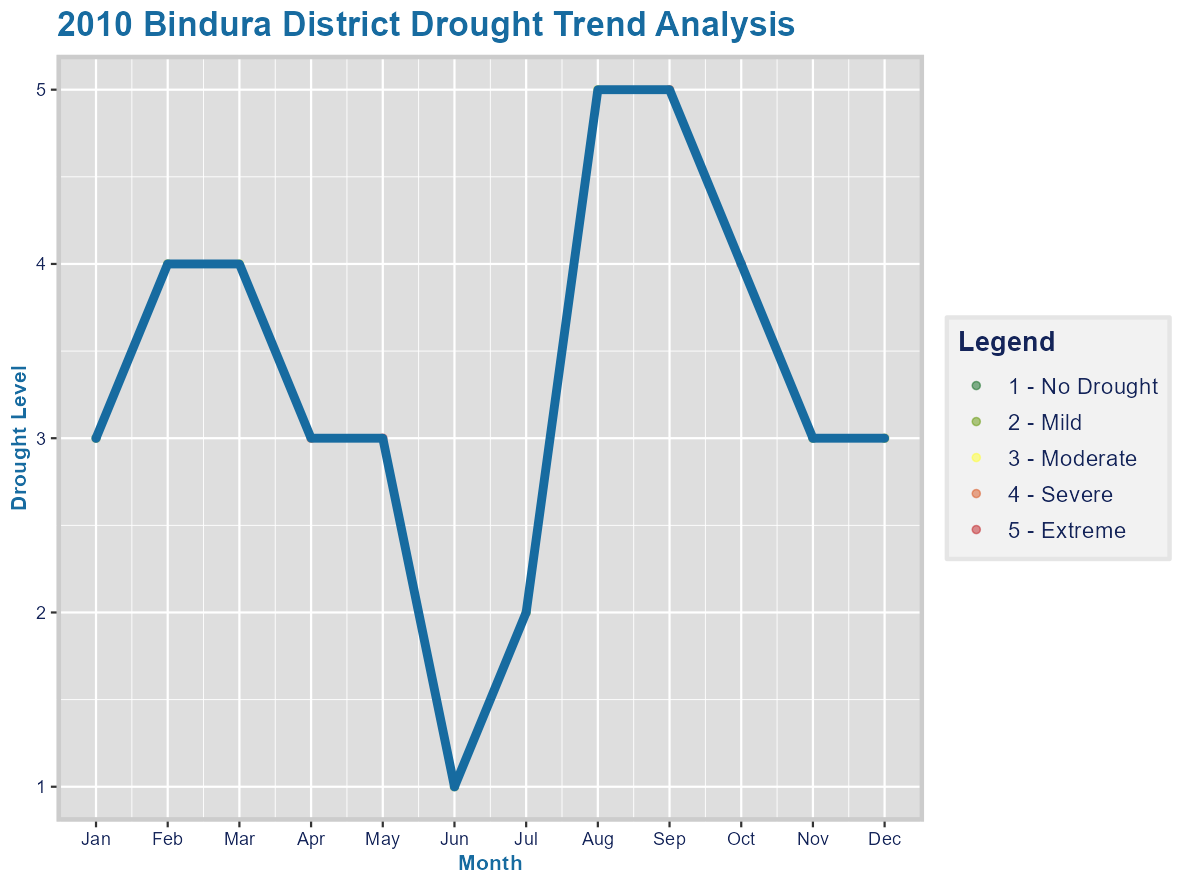 2010 Bindura District Drought Trend Analysis
5
4
3
2
1
Drought Level
Jan Feb Mar Apr May Jun Jul Aug Sep Oct Nov Dec
Month
Legend
1 - No Drought
2 - Mild
3 - Moderate
4 - Severe
5 - Extreme